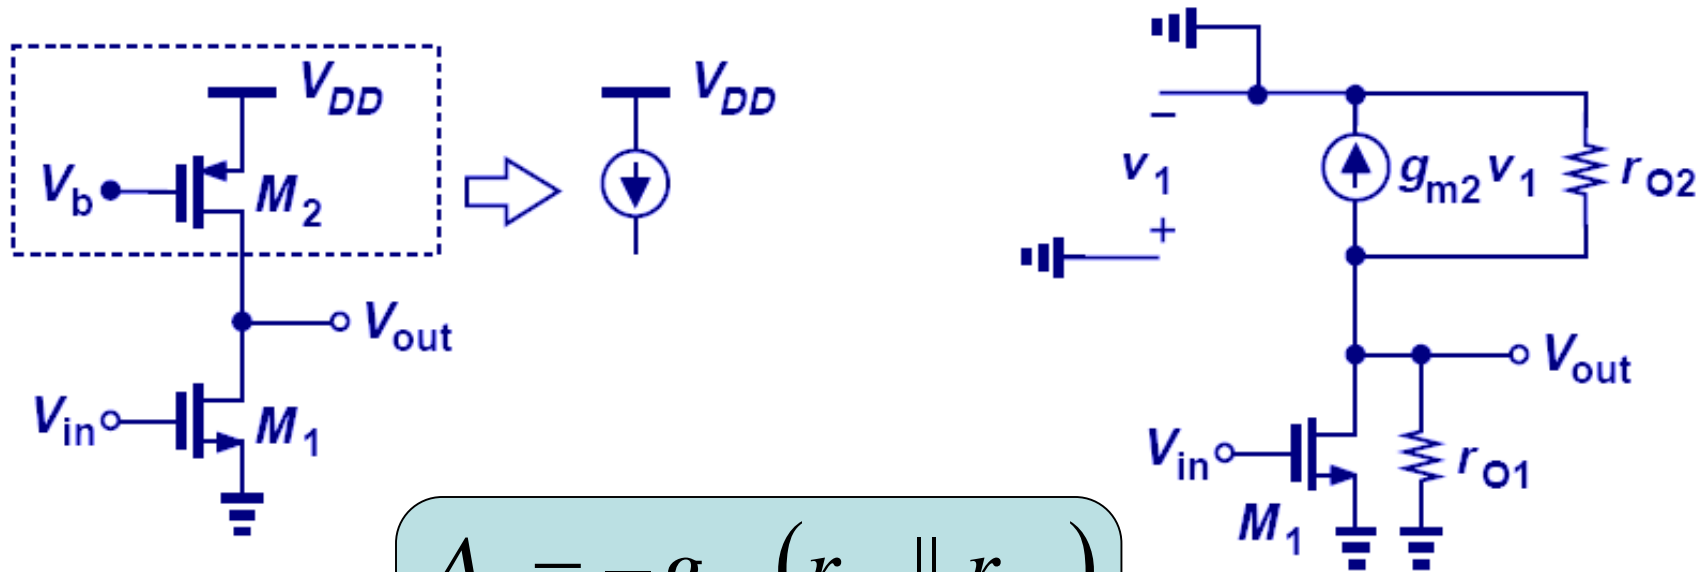 V_DD
V_b
M_2
V_out
V_in
M_1
V_DD
−
v_1
+
g_m2 v_1
r_O2
V_out
V_in
r_O1
M_1
= −g ( r || r )